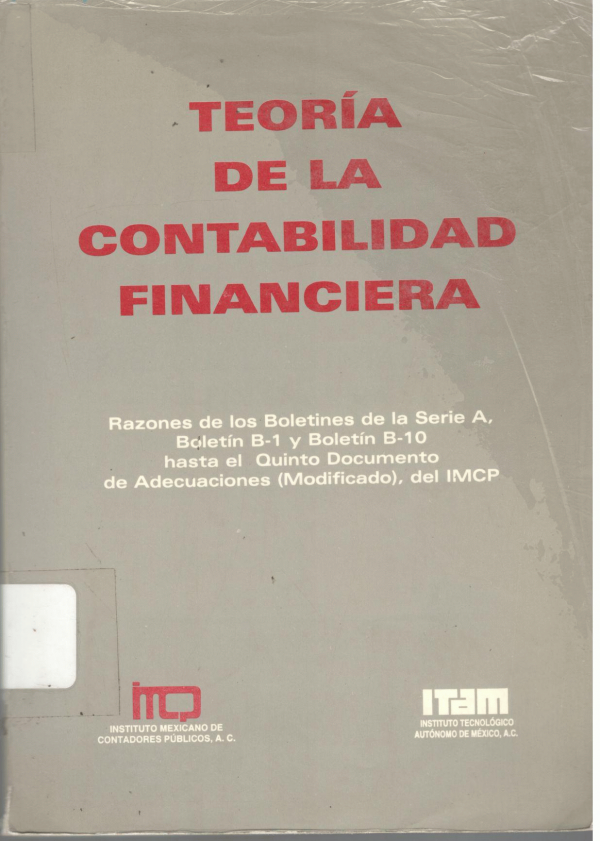 TEORÍA
DE LA
CONTABILIDAD
FINANCIERA
Razones de los Boletines de la Serie A,
Boletín B-1 y Boletín B-10
hasta el Quinto Documento
de Adecuaciones (Modificado), del IMCP
imcp
INSTITUTO MEXICANO DE
CONTADORES PÚBLICOS, A. C.
ITam
INSTITUTO TECNOLÓGICO
AUTÓNOMO DE MÉXICO, A.C.